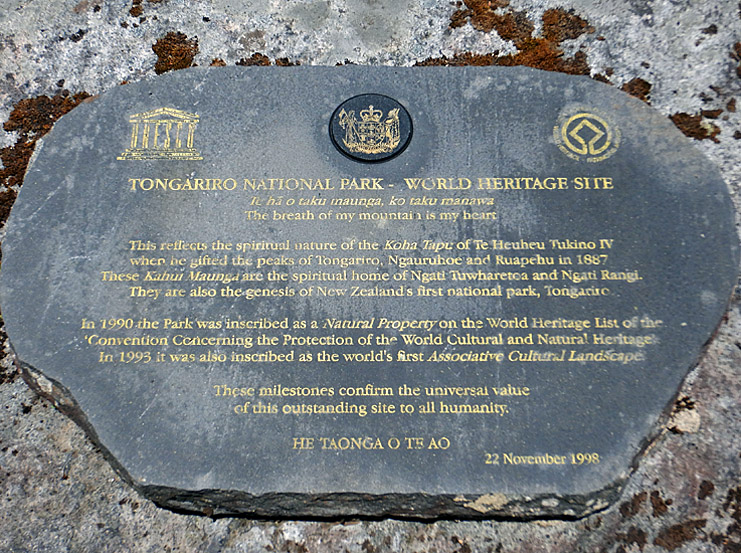 UNESCO
TONGARIRO NATIONAL PARK - WORLD HERITAGE SITE
Te hā o taku maunga, ko taku manawa
The breath of my mountain is my heart
This reflects the spiritual nature of the Koha Tapu of Te Heuheu Tukino IV
when he gifted the peaks of Tongariro, Ngauruhoe and Ruapehu in 1887
These Kahui Maunga are the spiritual home of Ngati Tuwharetoa and Ngati Rangi.
They are also the genesis of New Zealand's first national park, Tongariro.
In 1990 the Park was inscribed as a Natural Property on the World Heritage List of the
'Convention Concerning the Protection of the World Cultural and Natural Heritage'.
In 1993 it was also inscribed as the world's first Associative Cultural Landscape.
These milestones confirm the universal value
of this outstanding site to all humanity.
HE TAONGA O TE AO
22 November 1998